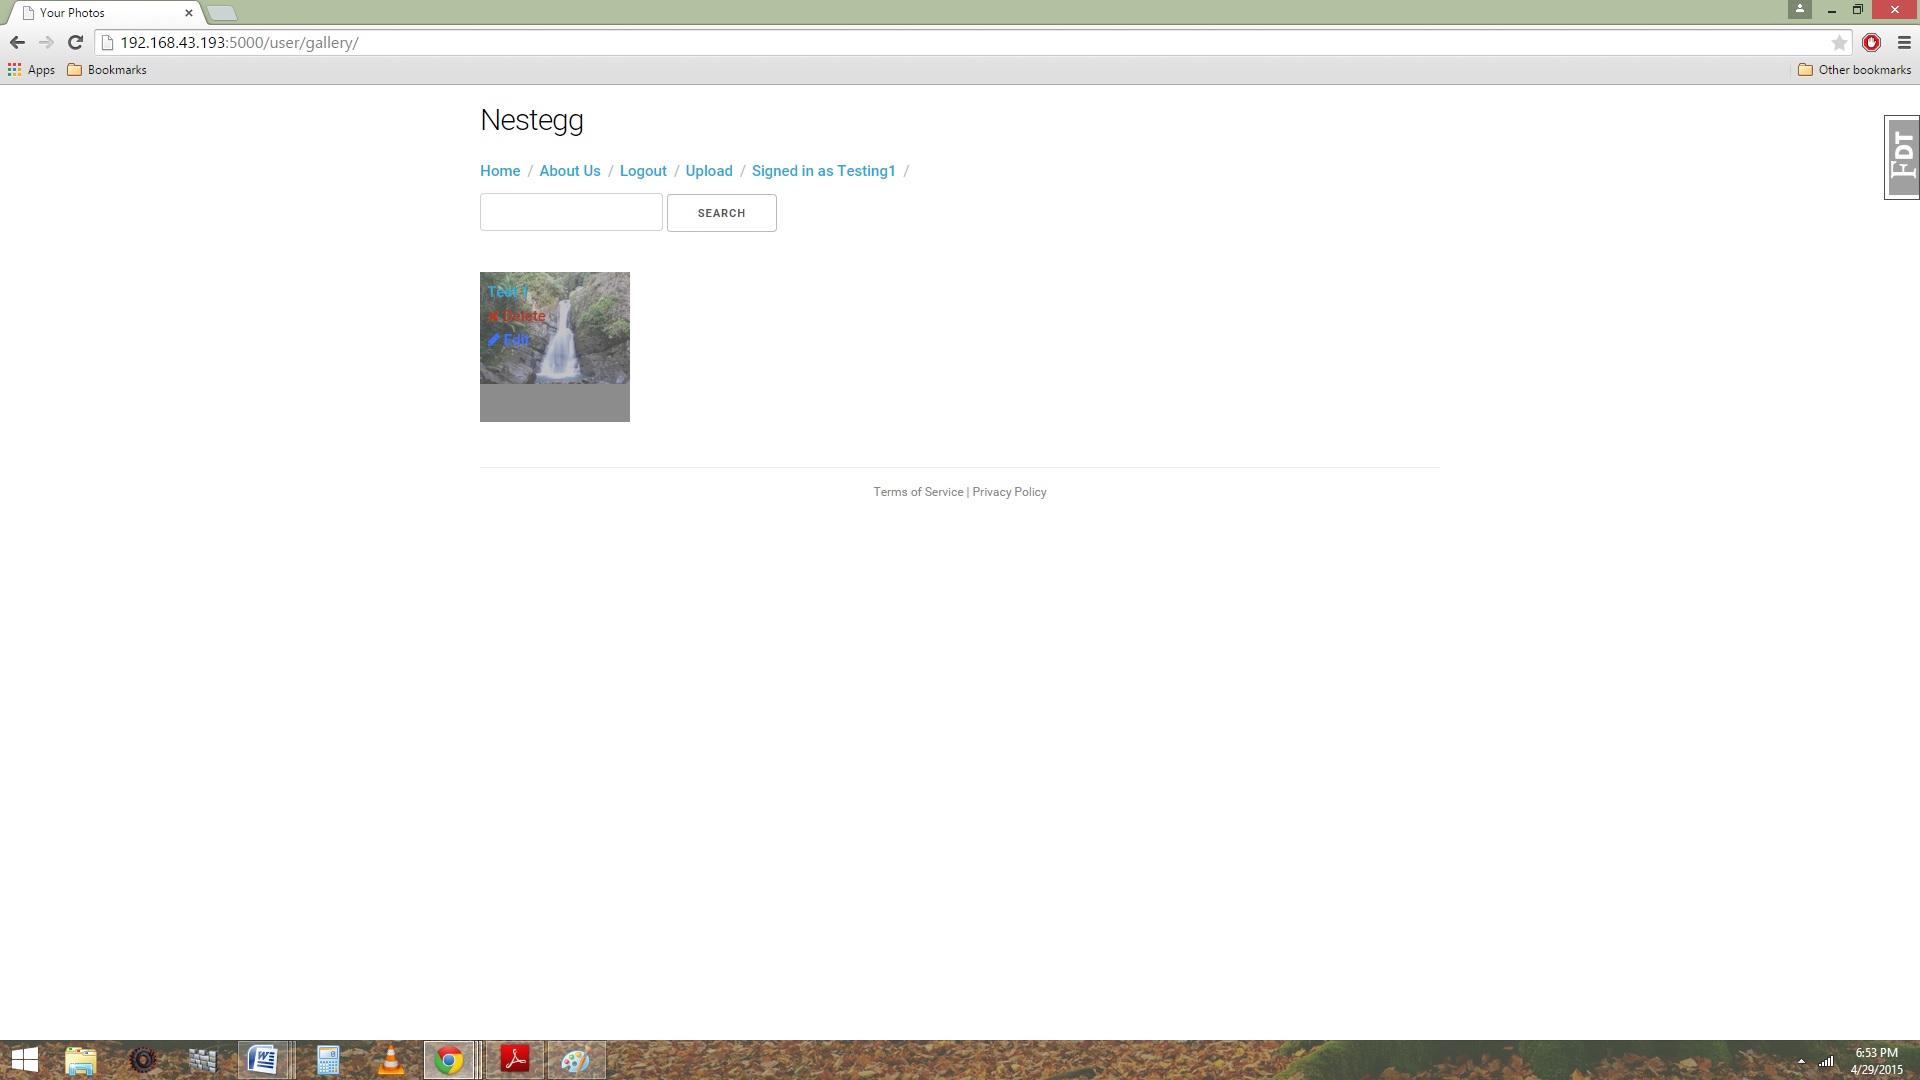 Your Photos
192.168.43.193:5000/user/gallery/
Apps Bookmarks Other bookmarks
Nestegg
FDT
Home / About Us / Logout / Upload / Signed in as Testing1 /
SEARCH
Test 1
Delete
Edit
Terms of Service | Privacy Policy
6:53 PM
4/29/2015